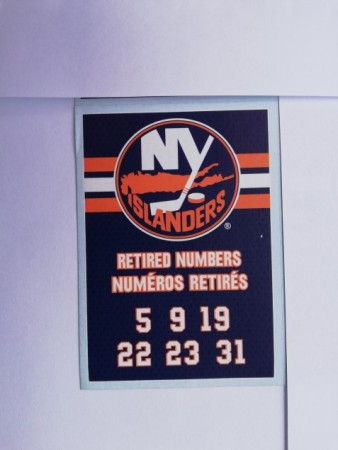 NY
ISLANDERS
®
RETIRED NUMBERS
NUMÉROS RETIRÉS
5 9 19
22 23 31